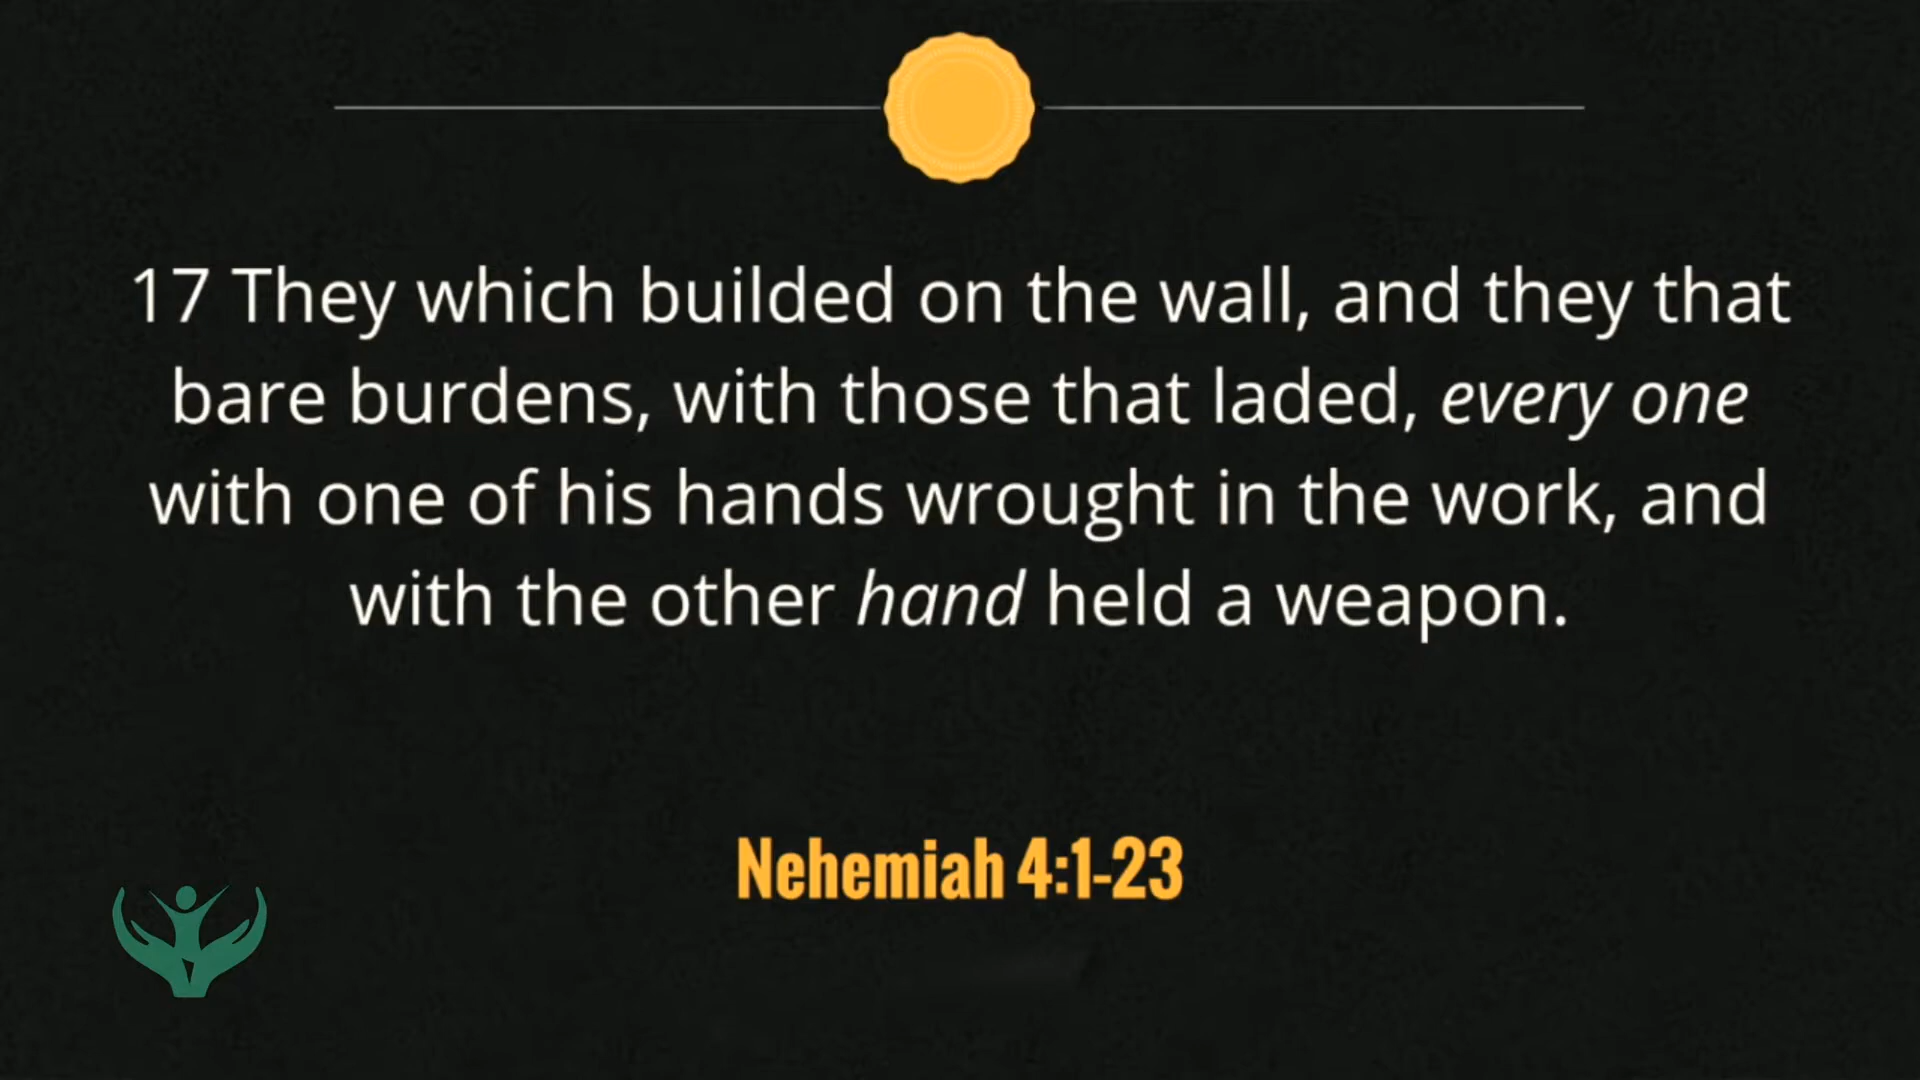 17 They which builded on the wall, and they that
bare burdens, with those that laded, every one
with one of his hands wrought in the work, and
with the other hand held a weapon.
Nehemiah 4:1-23